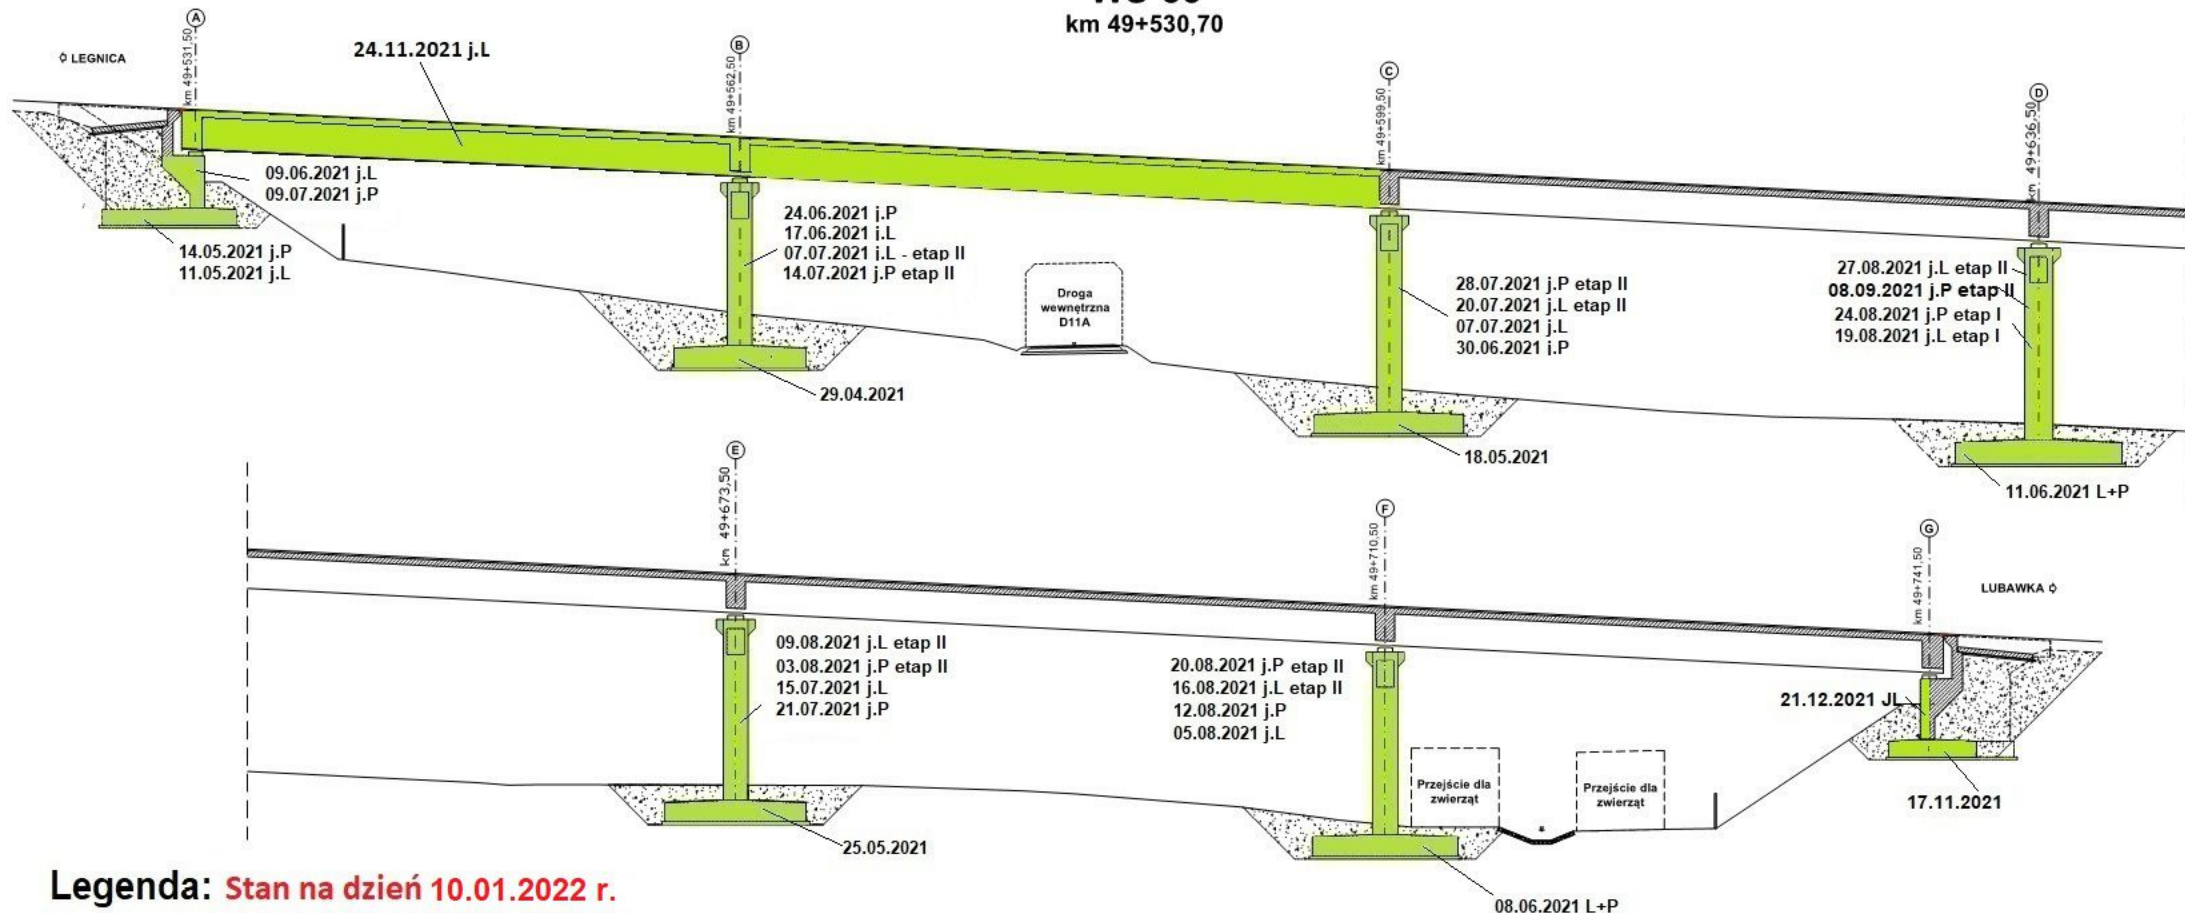 km 49+530,70
A
km 49+531,50
LEGNICA
24.11.2021 j.L
B
km 49+562,50
C
km 49+599,50
D
km 49+636,50
09.06.2021 j.L
09.07.2021 j.P
14.05.2021 j.P
11.05.2021 j.L
24.06.2021 j.P
17.06.2021 j.L
07.07.2021 j.L - etap II
14.07.2021 j.P etap II
29.04.2021
Droga
wewnętrzna
D11A
28.07.2021 j.P etap II
20.07.2021 j.L etap II
07.07.2021 j.L
30.06.2021 j.P
18.05.2021
27.08.2021 j.L etap II
08.09.2021 j.P etap II
24.08.2021 j.P etap I
19.08.2021 j.L etap I
11.06.2021 L+P
E
km 49+673,50
F
km 49+710,50
G
km 49+741,50
LUBAWKA
09.08.2021 j.L etap II
03.08.2021 j.P etap II
15.07.2021 j.L
21.07.2021 j.P
25.05.2021
20.08.2021 j.P etap II
16.08.2021 j.L etap II
12.08.2021 j.P
05.08.2021 j.L
Przejście dla
zwierząt
Przejście dla
zwierząt
21.12.2021 JL
17.11.2021
08.06.2021 L+P
Legenda: Stan na dzień 10.01.2022 r.